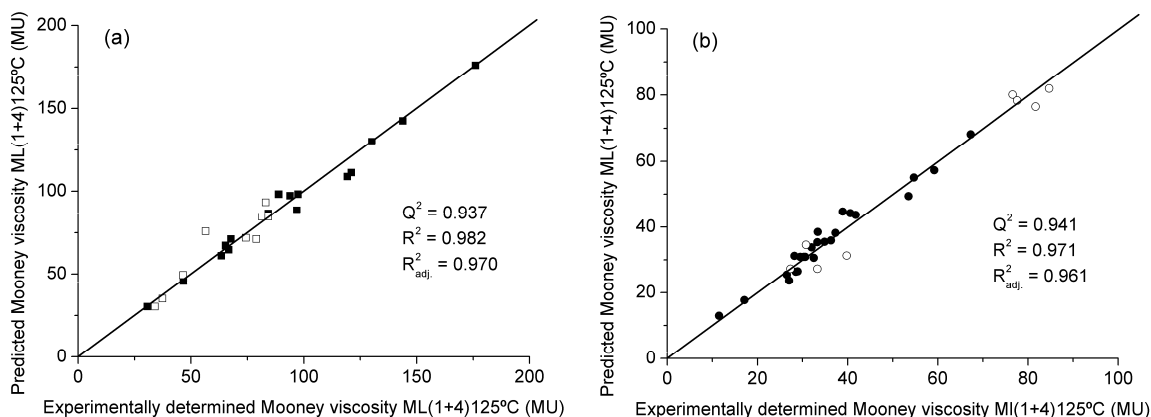 (a)
Predicted Mooney viscosity ML(1+4)125ºC (MU)
200
150
100
50
0
Q² = 0.937
R² = 0.982
R²adj. = 0.970
0 50 100 150 200
Experimentally determined Mooney viscosity ML(1+4)125ºC (MU)
(b)
Predicted Mooney viscosity ML(1+4)125ºC (MU)
100
80
60
40
20
0
Q² = 0.941
R² = 0.971
R²adj. = 0.961
0 20 40 60 80 100
Experimentally determined Mooney viscosity Ml(1+4)125ºC (MU)